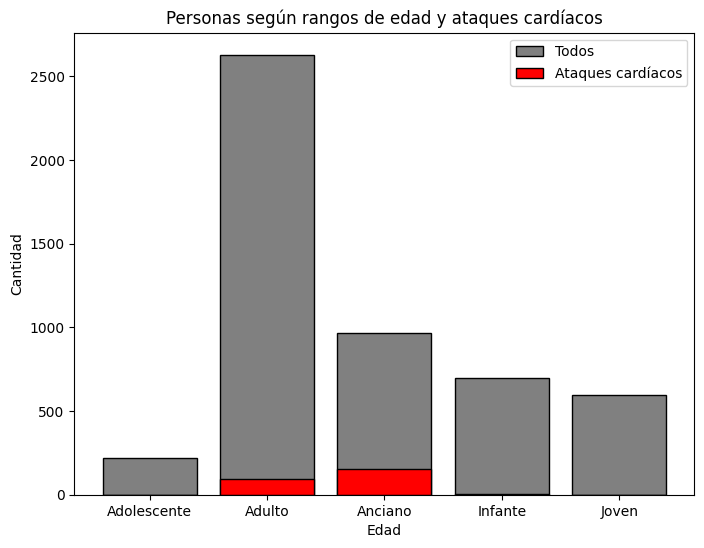 Personas según rangos de edad y ataques cardíacos
Todos
Ataques cardíacos
Cantidad
2500
2000
1500
1000
500
0
Adolescente
Adulto
Anciano
Infante
Joven
Edad